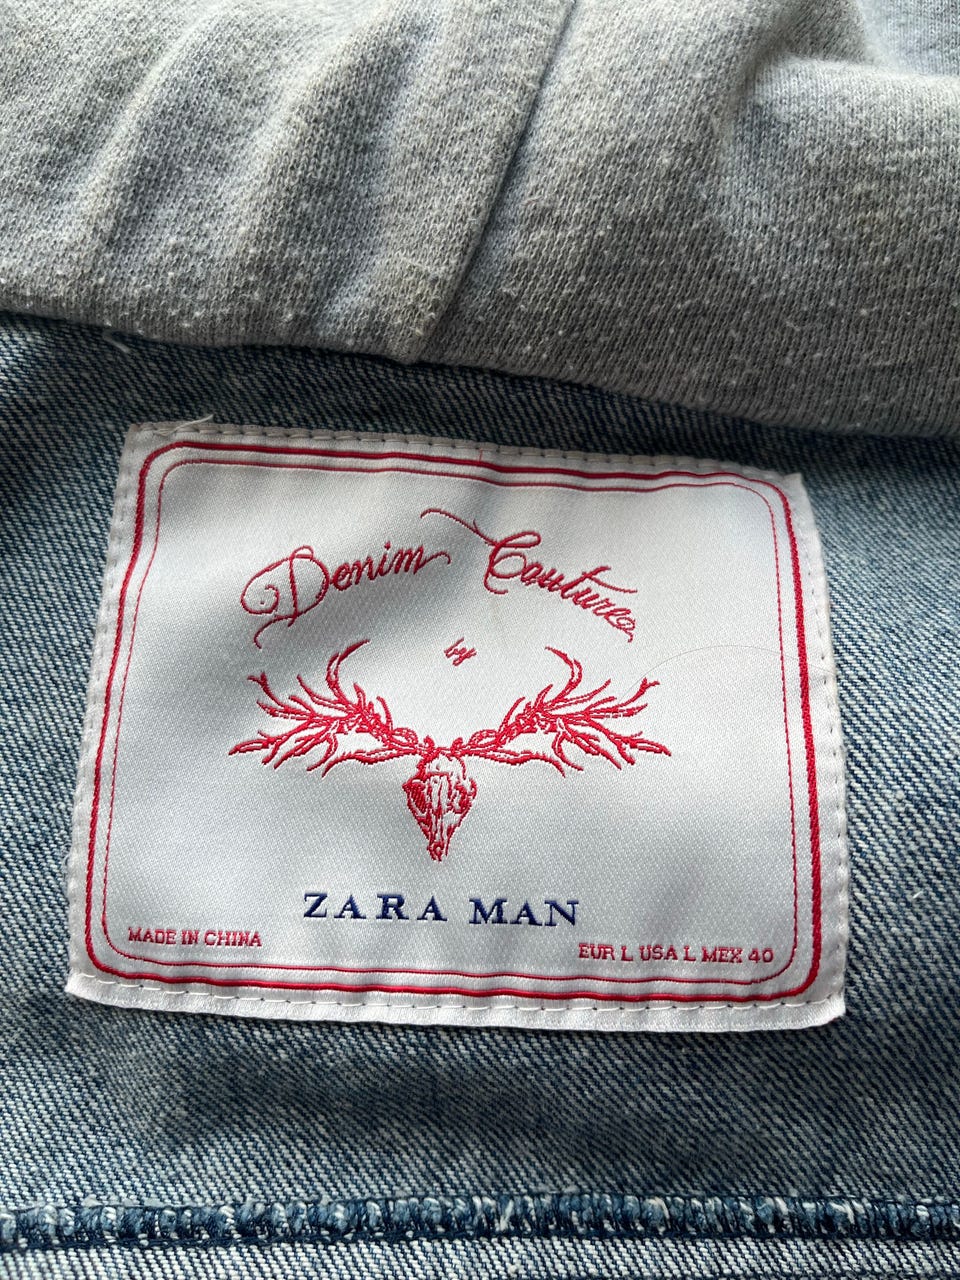 Denim Couture
by
ZARA MAN
MADE IN CHINA
EUR L USA L MEX 40